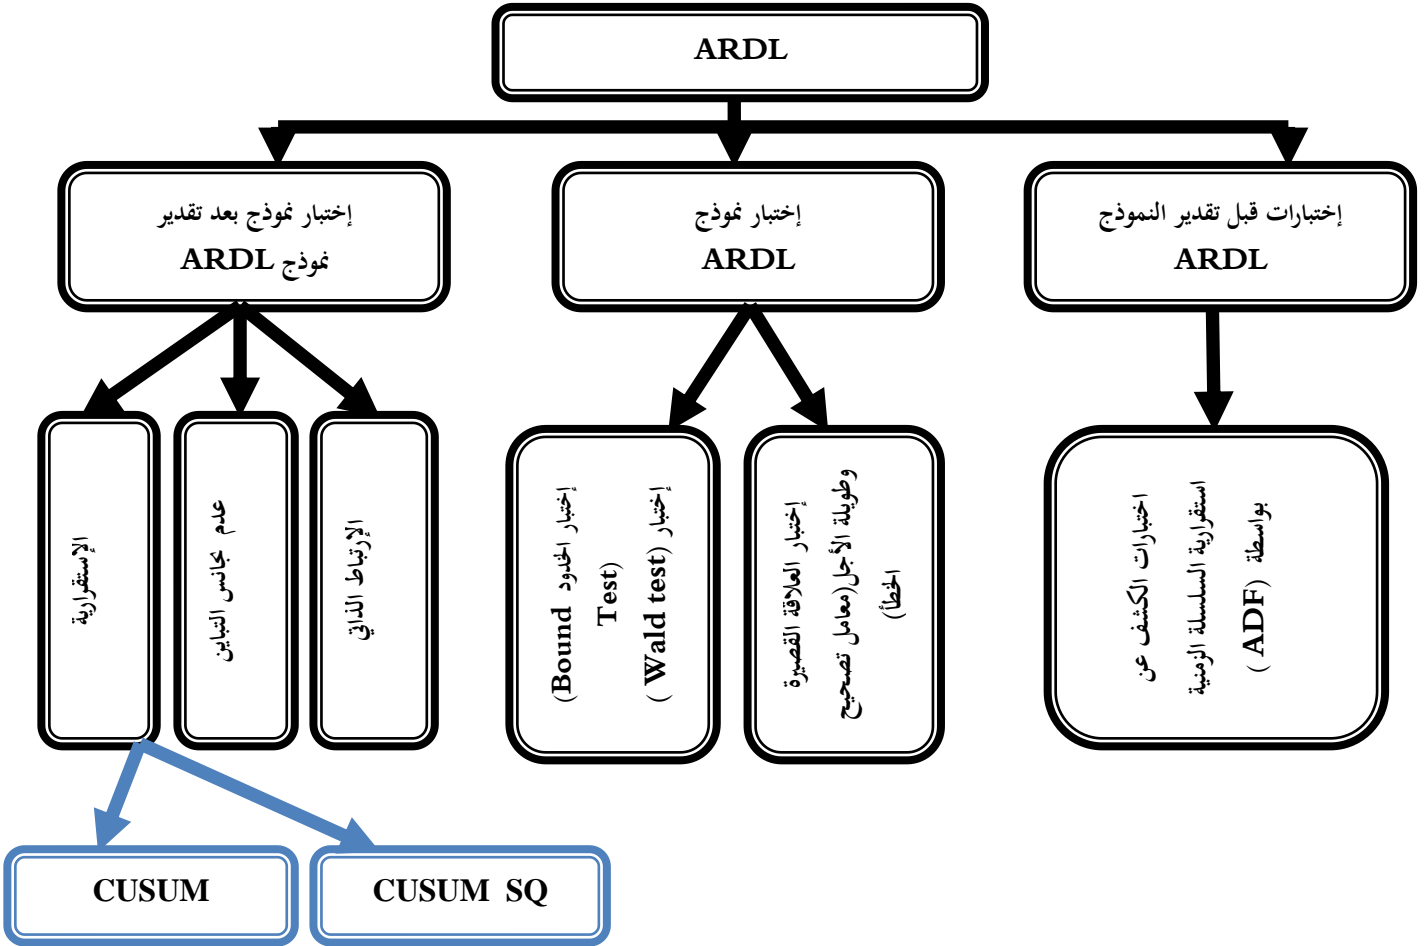 ARDL
إختبارات قبل تقدير النموذج
ARDL
إختبار نموذج
ARDL
إختبار نموذج بعد تقدير
نموذج ARDL
اختبارات الكشف عن
استقرارية السلسلة الزمنية
بواسطة (ADF )
إختبار العلاقة القصيرة
وطويلة الأجل(معامل تصحيح
الخطأ)
إختبار الحدود Bound)
(Test
إختبار (Wald test )
الإرتباط الذاتي
عدم تجانس التباين
الإستقرارية
CUSUM
CUSUM SQ